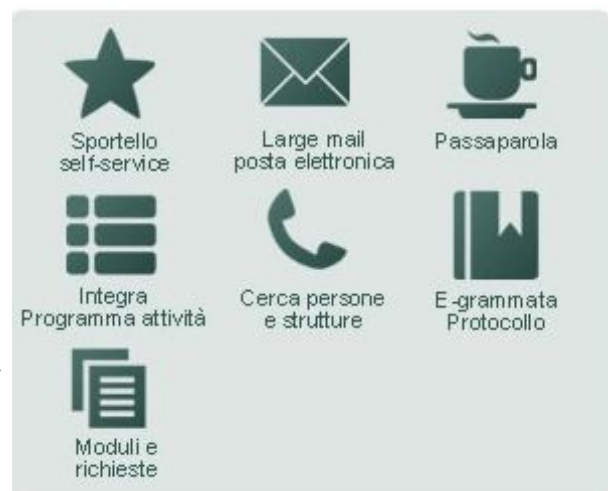 Sportello
self-service
Large mail
posta elettronica
Passaparola
Integra
Programma attività
Cerca persone
e strutture
E-grammata
Protocollo
Moduli e
richieste